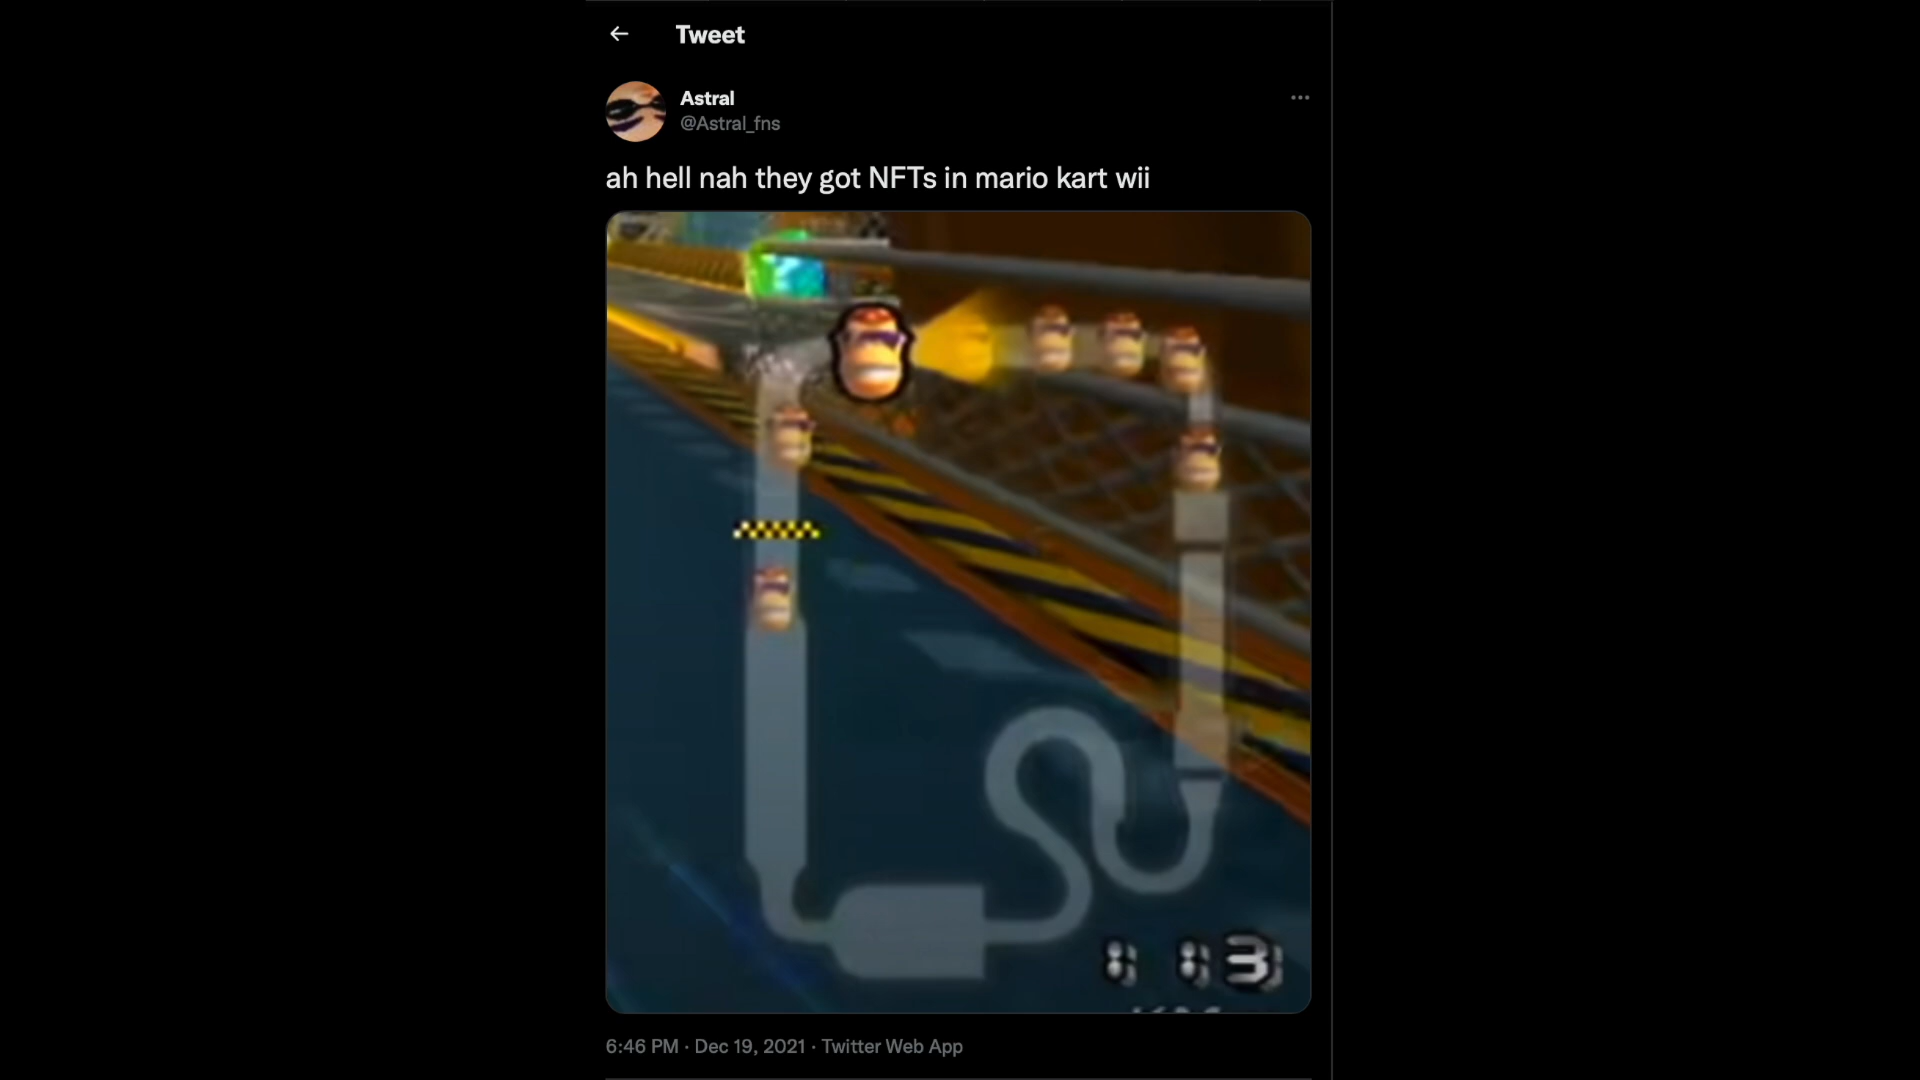 Tweet
Astral
@Astral_fns
ah hell nah they got NFTs in mario kart wii
3
6:46 PM · Dec 19, 2021 · Twitter Web App